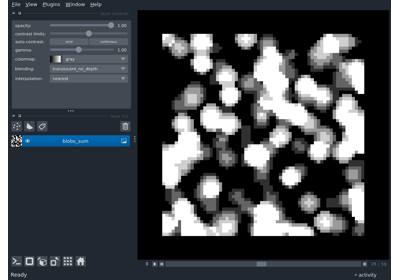 File View Plugins Window Help
opacity: 1.00
contrast limits:
auto-contrast: once continuous
gamma: 1.00
colormap: gray
blending: translucent_no_depth
interpolation: nearest
blobs_sum
Ready
activity